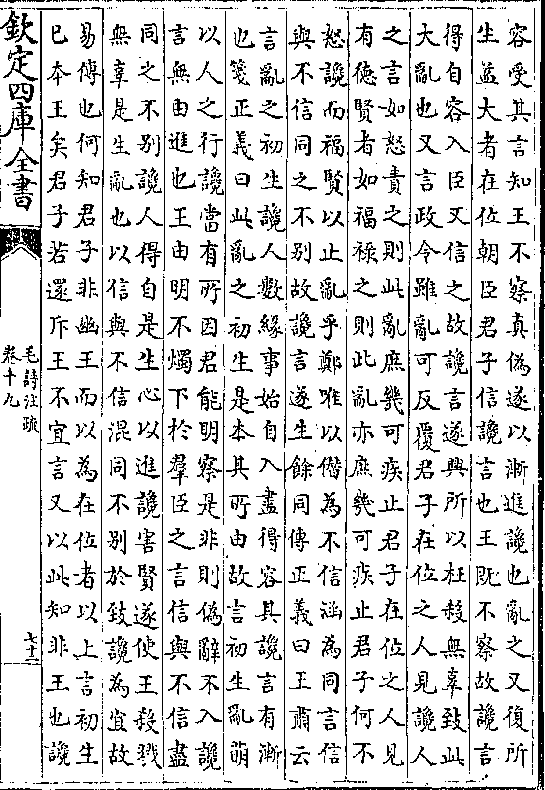 容受其言知王不察真偽遂以漸進讒也亂之又復所
生益大者在位朝臣君子信讒言也王既不察故讒言
得自容入臣又信之故讒言遂興所以枉殺無辜致此
大亂也又言政令雖亂可反覆君子在位之人見讒人
之言如怒責之則此亂庶幾可疾止君子在位之人見
有德賢者如福祿之則此亂亦庶幾可疾止君子何不
怒讒而福賢以止亂乎鄭唯以僭為不信涵為同言信
與不信同之不别故讒言遂生餘同傳正義曰王肅云
言亂之初生讒人數緣事始自入盡得容其讒言有漸
也箋正義曰此亂之初生是本其所由故言初生亂萌
以人之行讒當有所因君能明察是非則偽辭不入讒
言無由進也王由明不燭下於羣臣之言信與不信盡
同之不别讒人得自是生心以進讒害賢遂使王殺戮
無辜是生亂也以信與不信混同不别於致讒為宜故
易傳也何知君子非幽王而以為在位者以上言初生
已本王矣君子若還斥王不宜言又以此知非王也讒
欽定四庫全書
毛詩注疏
卷十九
七十二